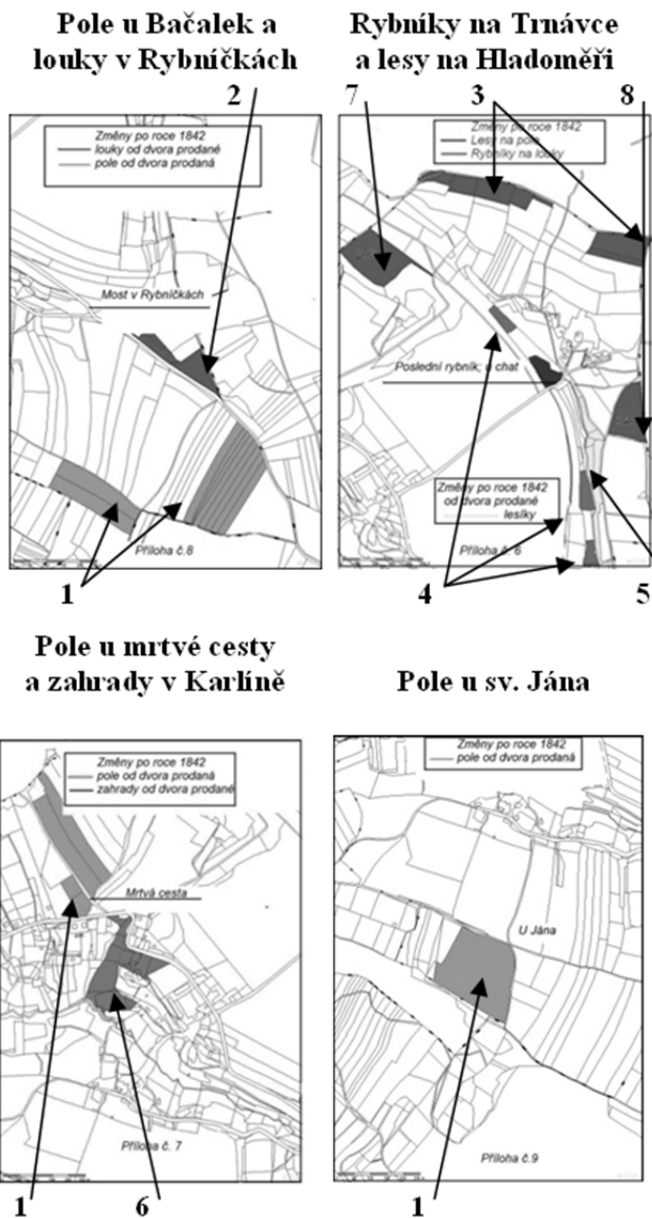 Pole u Bačalek a
louky v Rybníčkách
2
Změny po roce 1842
louky od dvora prodané
pole od dvora prodaná
Most v Rybníčkách
Příloha č.8
1
Rybníky na Trnávce
a lesy na Hladoměři
7
3
8
Změny po roce 1842
Lesy na pole
Rybníky na louky
Poslední rybník; u chat
Změny po roce 1842
od dvora prodané
lesíky
Příloha č. 6
4
5
Pole u mrtvé cesty
a zahrady v Karlíně
Změny po roce 1842
pole od dvora prodaná
zahrady od dvora prodané
Mrtvá cesta
Příloha č. 7
1
6
Pole u sv. Jána
Změny po roce 1842
pole od dvora prodaná
U Jána
Příloha č.9
1